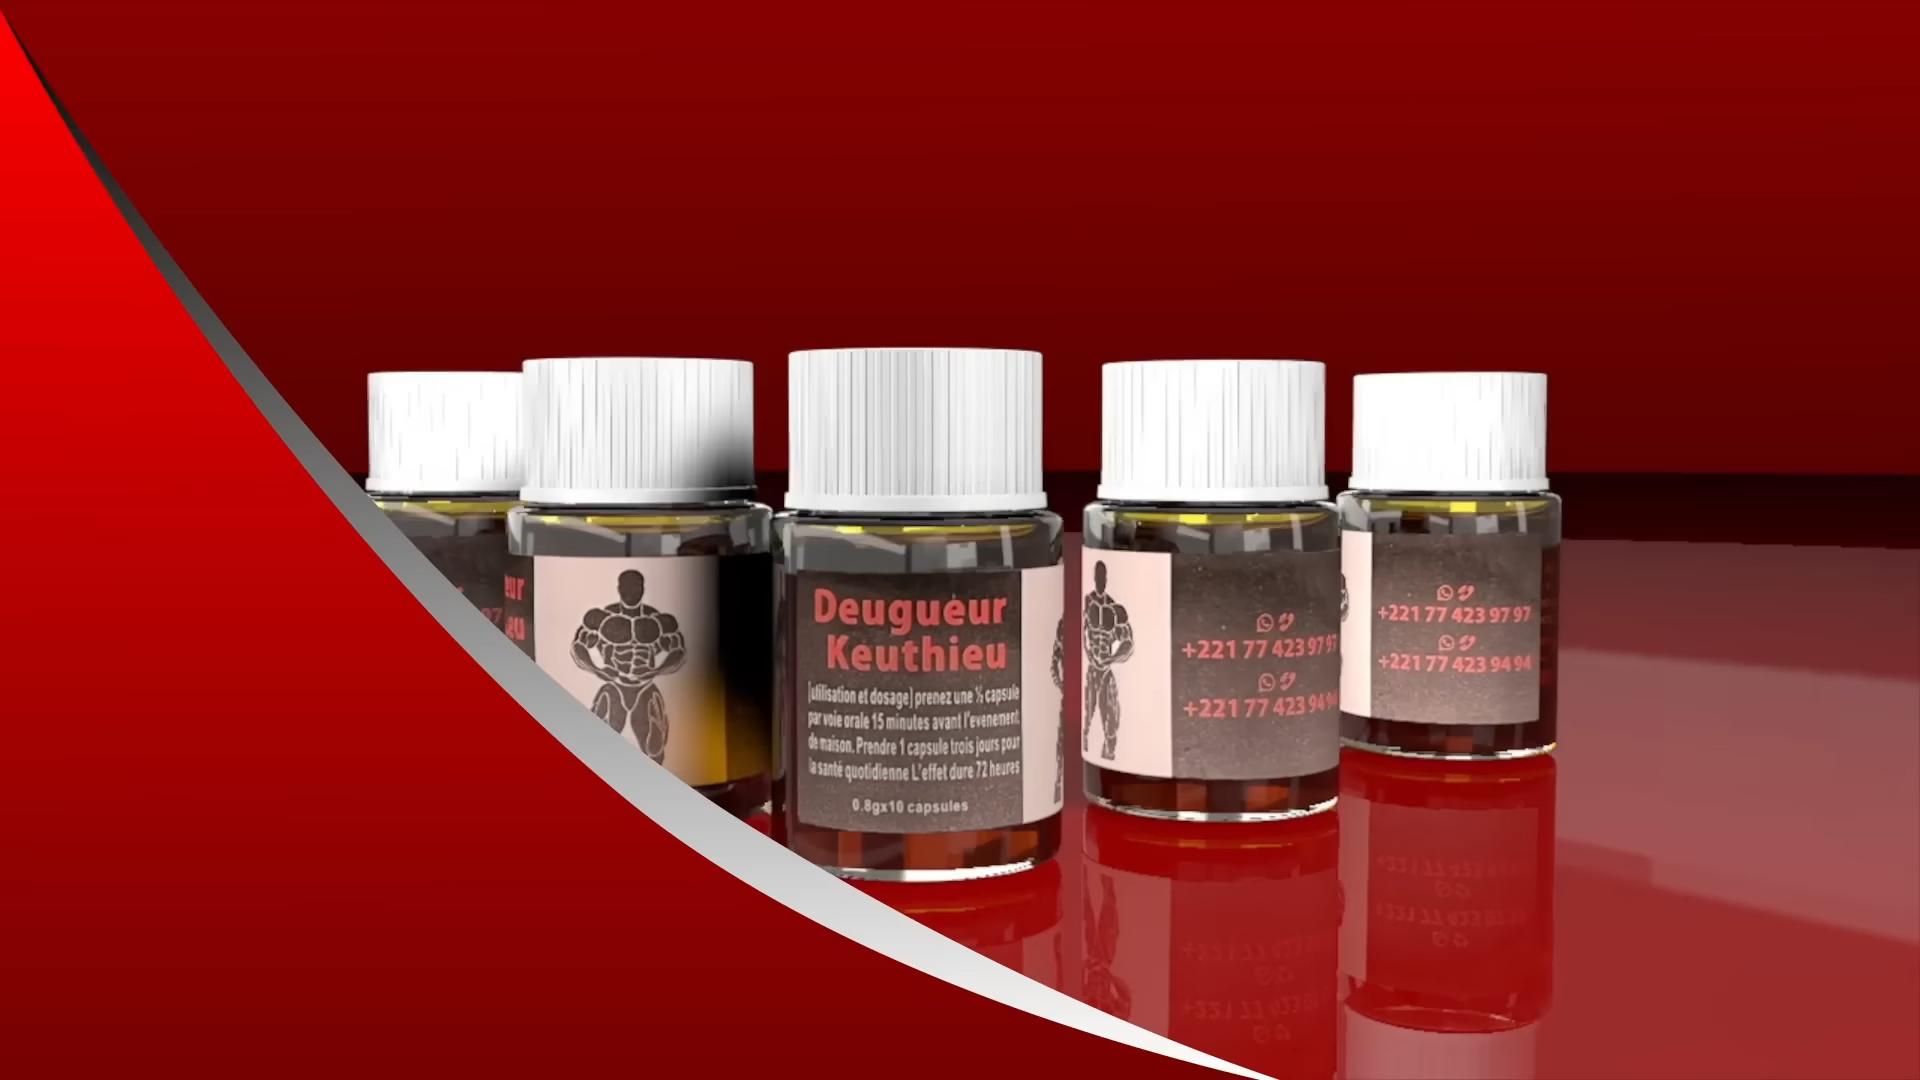 eur
eu
Deugueur
Keuthieu
(utilisation et dosage) prenez une ½ capsule
par voie orale 15 minutes avant l'evenement
de maison. Prendre 1 capsule trois jours pour
la santé quotidienne L'effet dure 72 heures
0.8gx10 capsules
+221 77 423 97 97
+221 77 423 94 94
+221 77 423 97 97
+221 77 423 94 94